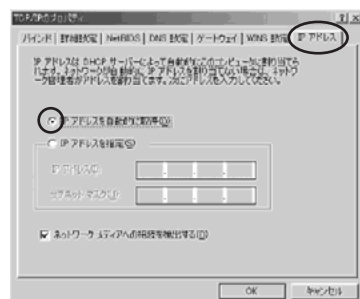 TCP/IPのプロパティ
バインド 詳細設定 NetBIOS DNS 設定 ゲートウェイ WINS 設定 IP アドレス
IP アドレスは DHCP サーバーによって自動的にこのコンピュータに割り当てら
れます。ネットワークが自動的に IP アドレスを割り当てない場合は、ネットワ
ーク管理者がアドレスを割り当てます。次にアドレスを入力してください。
IP アドレスを自動的に取得(O)
IP アドレスを指定(S)
IP アドレス(I):
サブネット マスク(U):
ネットワーク メディアへの接続を検出する(D)
OK キャンセル